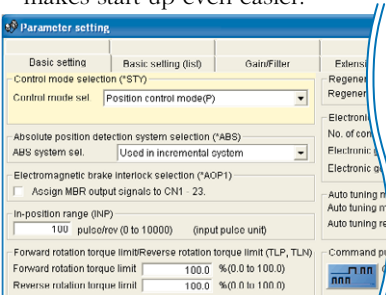 makes start-up even easier.
Parameter setting
Basic setting Basic setting (list) Gain/Filter Extensi
Control mode selection (*STY) Regener
Control mode sel. Position control mode(P) Regener
Electroni
Absolute position detection system selection (*ABS) No. of con
ABS system sel. Used in incremental system Electronic g
Electronic ge
Electromagnetic brake interlock selection (*AOP1)
Assign MBR output signals to CN1 - 23.
Auto tuning m
In-position range (INP) Auto tuning m
100 pulse/rev (0 to 10000) (input pulse unit) Auto tuning re
Forward rotation torque limit/Reverse rotation torque limit (TLP, TLN) Command pu
Forward rotation torque limit 100.0 %(0.0 to 100.0)
Reverse rotation torque limit 100.0 %(0.0 to 100.0)